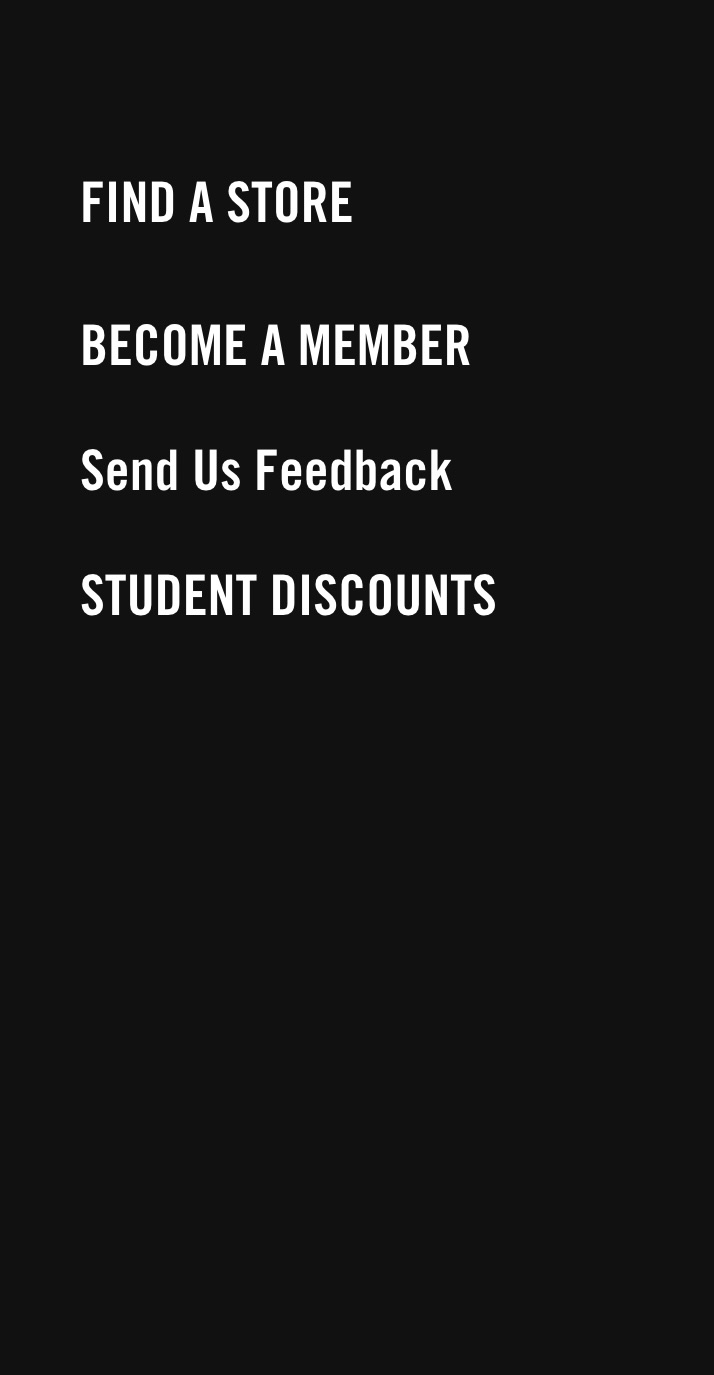 FIND A STORE
BECOME A MEMBER
Send Us Feedback
STUDENT DISCOUNTS